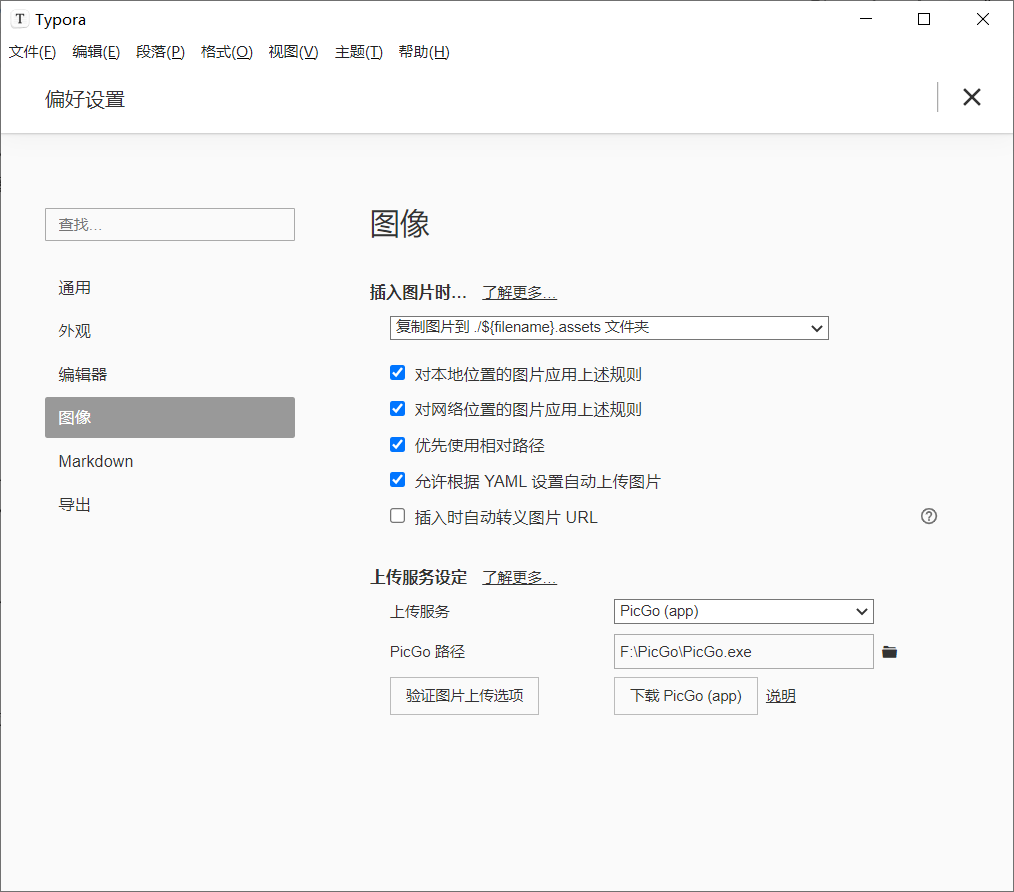 Typora
文件(F) 编辑(E) 段落(P) 格式(O) 视图(V) 主题(T) 帮助(H)
偏好设置
查找...
通用
外观
编辑器
图像
Markdown
导出
图像
插入图片时... 了解更多...
复制图片到 ./${filename}.assets 文件夹
对本地位置的图片应用上述规则
对网络位置的图片应用上述规则
优先使用相对路径
允许根据 YAML 设置自动上传图片
插入时自动转义图片 URL
上传服务设定 了解更多...
上传服务 PicGo (app)
PicGo 路径 F:\PicGo\PicGo.exe
验证图片上传选项 下载 PicGo (app) 说明